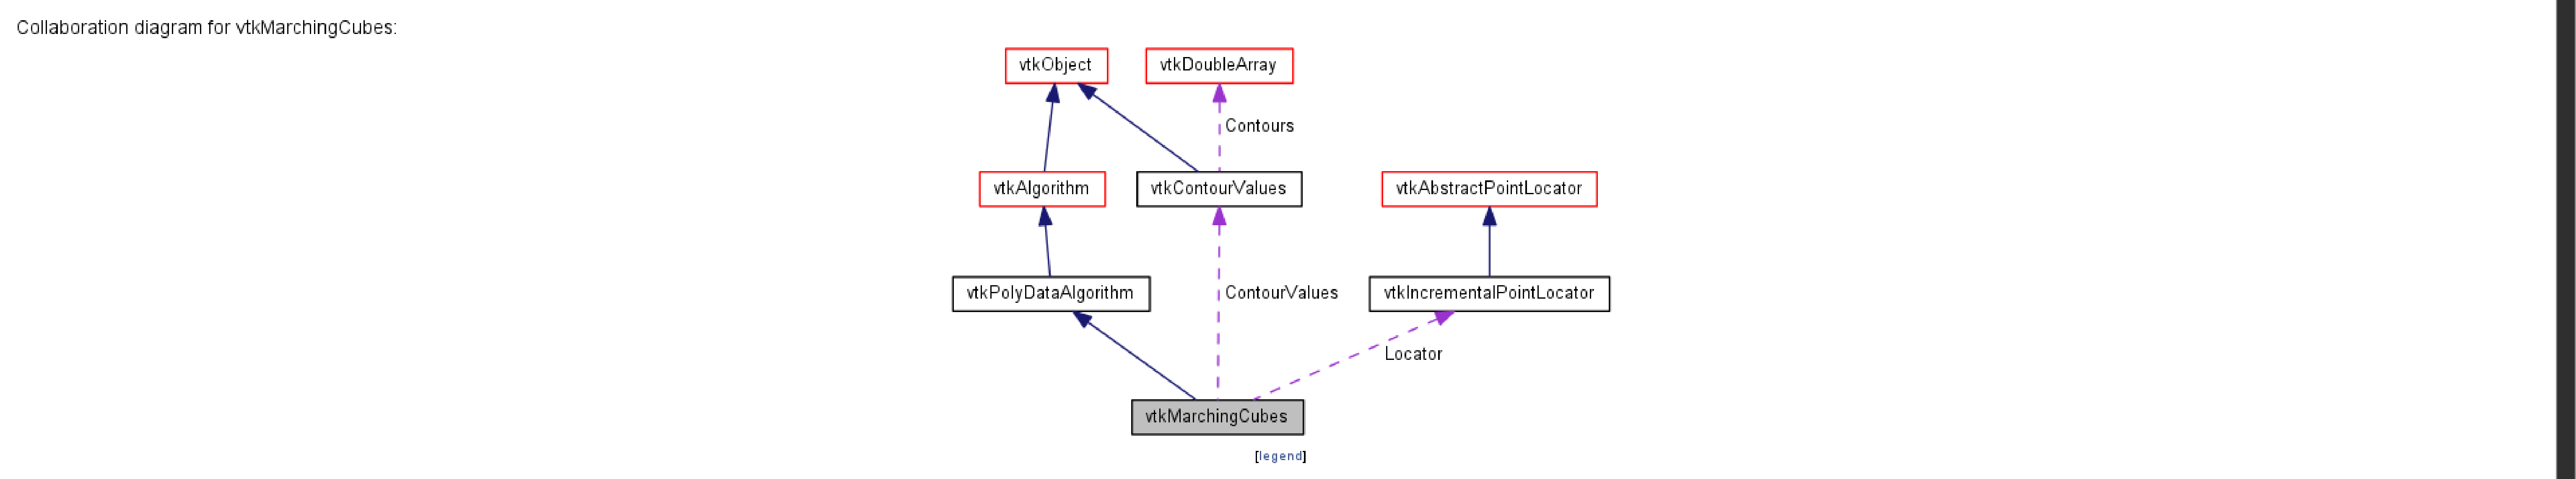 Collaboration diagram for vtkMarchingCubes:
vtkObject
vtkDoubleArray
Contours
vtkAlgorithm
vtkContourValues
vtkAbstractPointLocator
vtkPolyDataAlgorithm
ContourValues
vtkIncrementalPointLocator
Locator
vtkMarchingCubes
[legend]